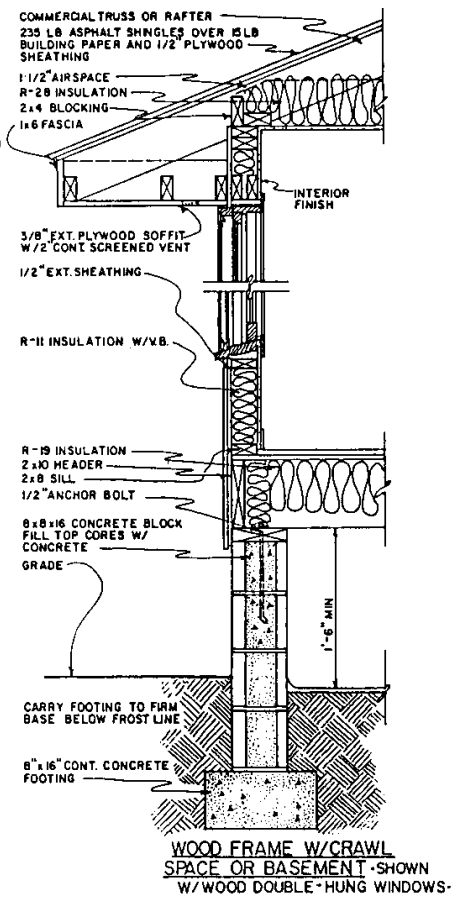 COMMERCIAL TRUSS OR RAFTER
235 LB ASPHALT SHINGLES OVER 15LB
BUILDING PAPER AND 1/2" PLYWOOD
SHEATHING
1-1/2" AIRSPACE
R-28 INSULATION
2x4 BLOCKING
1x6 FASCIA
INTERIOR
FINISH
3/8" EXT. PLYWOOD SOFFIT
W/2" CONT. SCREENED VENT
1/2" EXT. SHEATHING
R-11 INSULATION W/V.B.
R-19 INSULATION
2x10 HEADER
2x8 SILL
1/2" ANCHOR BOLT
8x8x16 CONCRETE BLOCK
FILL TOP CORES W/
CONCRETE
GRADE
1'-6" MIN
CARRY FOOTING TO FIRM
BASE BELOW FROST LINE
8"x16" CONT. CONCRETE
FOOTING
WOOD FRAME W/CRAWL
SPACE OR BASEMENT - SHOWN
W/WOOD DOUBLE-HUNG WINDOWS-